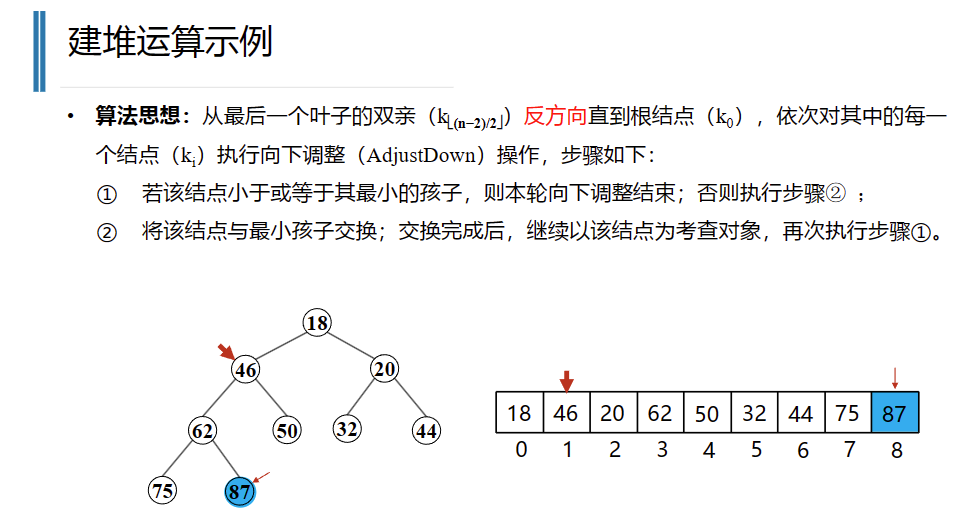 建堆运算示例
• 算法思想：从最后一个叶子的双亲（k⌊(n−2)/2⌋）反方向直到根结点（k0），依次对其中的每一
个结点（ki）执行向下调整（AdjustDown）操作，步骤如下：
① 若该结点小于或等于其最小的孩子，则本轮向下调整结束；否则执行步骤② ；
② 将该结点与最小孩子交换；交换完成后，继续以该结点为考查对象，再次执行步骤①。
18
46 20
62 50 32 44
75 87
18 46 20 62 50 32 44 75 87
0 1 2 3 4 5 6 7 8